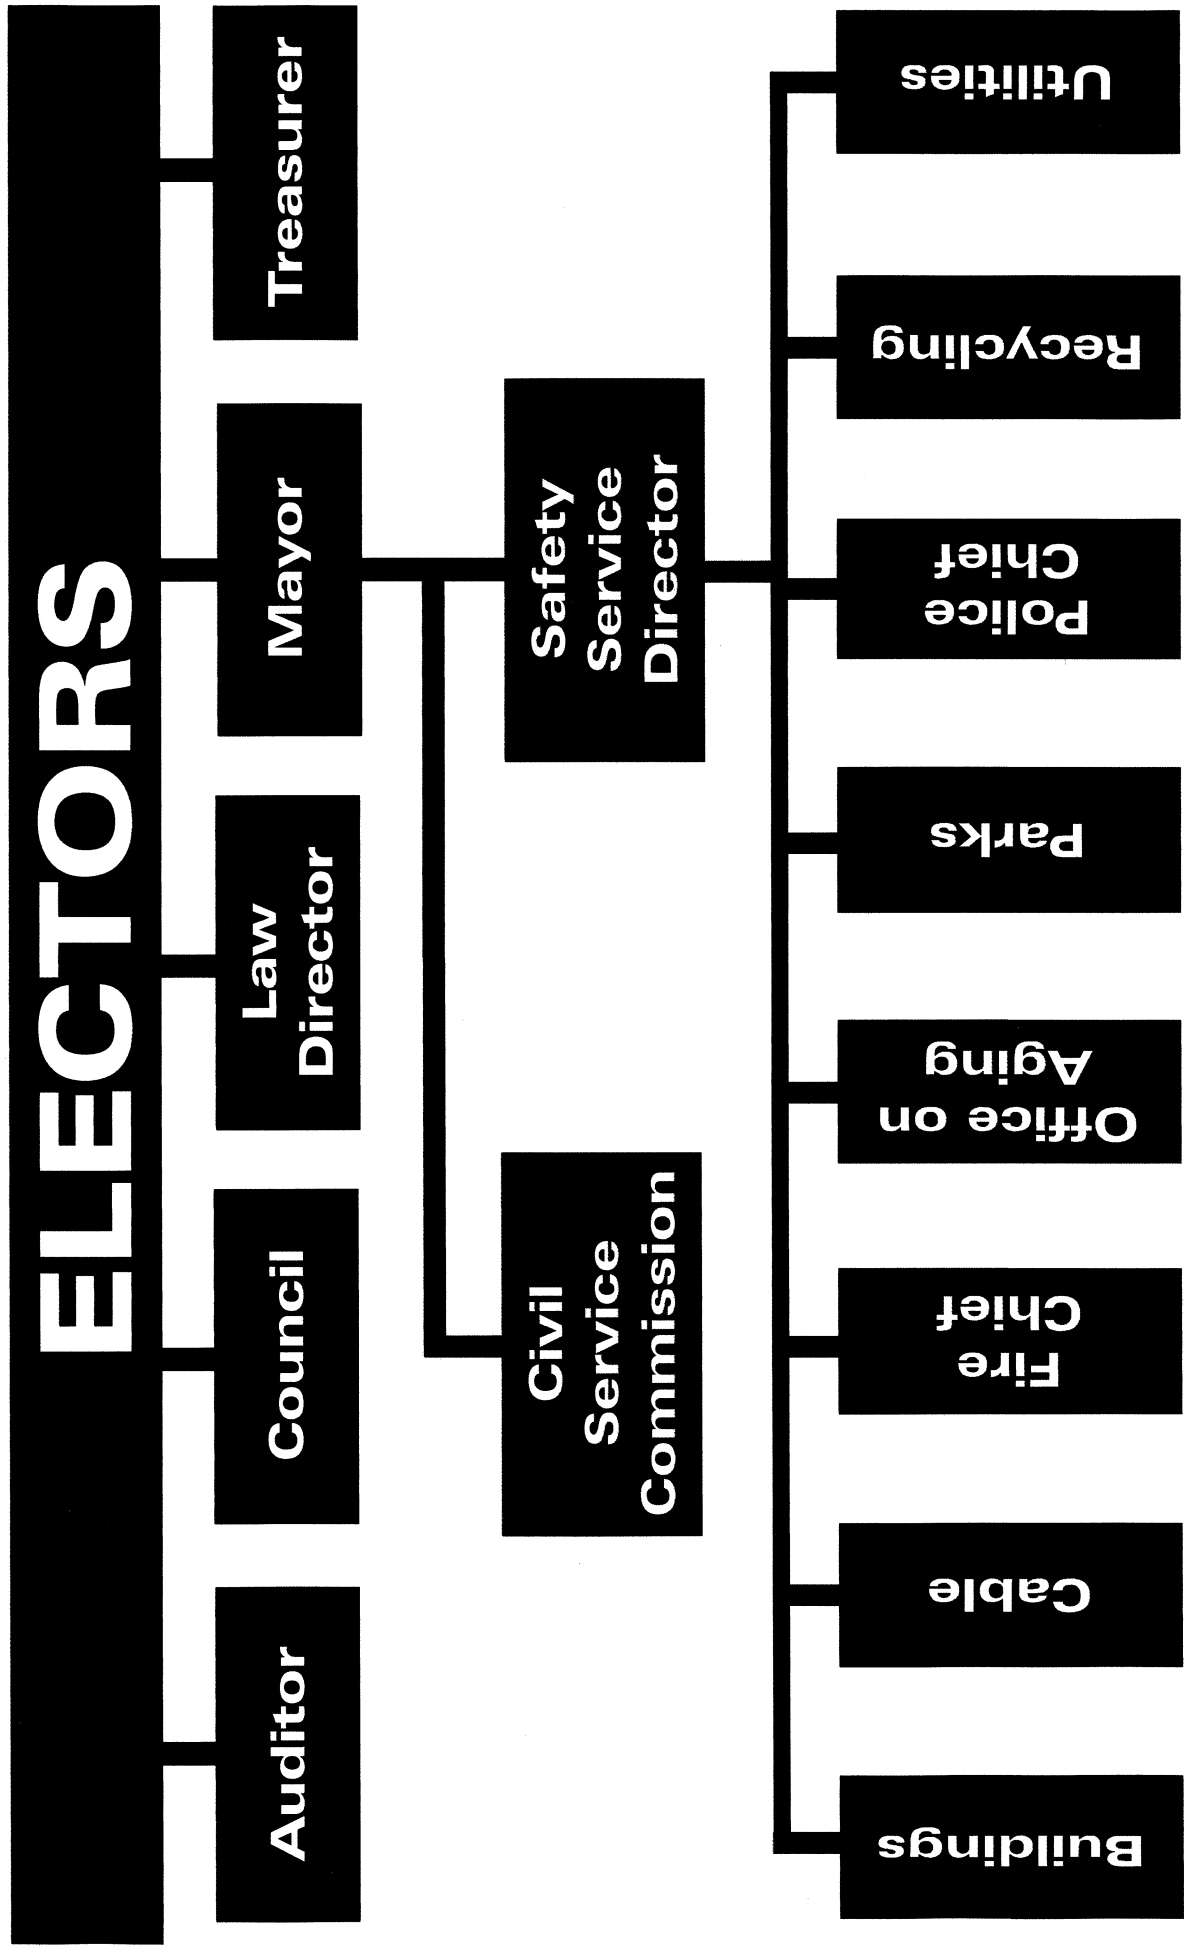 ELECTORS
Auditor
Council
Law
Director
Mayor
Treasurer
Civil
Service
Commission
Safety
Service
Director
Buildings
Cable
Fire
Chief
Office on
Aging
Parks
Police
Chief
Recycling
Utilities